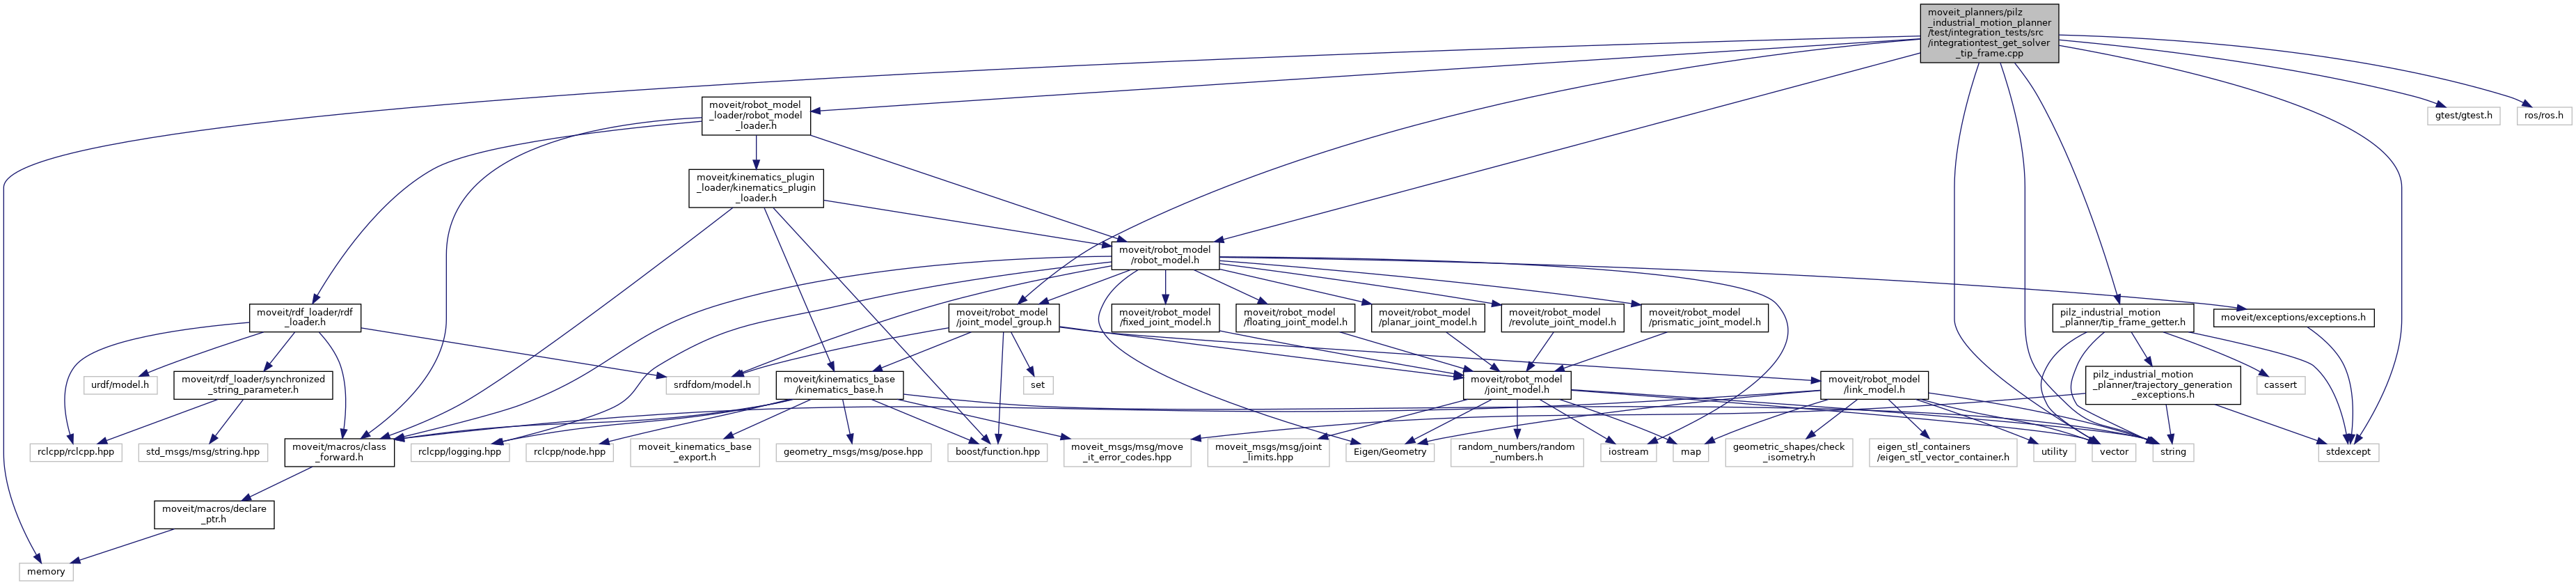 moveit_planners/pilz
_industrial_motion_planner
/test/integration_tests/src
/integrationtest_get_solver
_tip_frame.cpp
moveit/robot_model
_loader/robot_model
_loader.h
gtest/gtest.h
ros/ros.h
moveit/kinematics_plugin
_loader/kinematics_plugin
_loader.h
moveit/robot_model
/robot_model.h
moveit/rdf_loader/rdf
_loader.h
moveit/robot_model
/joint_model_group.h
moveit/robot_model
/fixed_joint_model.h
moveit/robot_model
/floating_joint_model.h
moveit/robot_model
/planar_joint_model.h
moveit/robot_model
/revolute_joint_model.h
moveit/robot_model
/prismatic_joint_model.h
pilz_industrial_motion
_planner/tip_frame_getter.h
moveit/exceptions/exceptions.h
urdf/model.h
moveit/rdf_loader/synchronized
_string_parameter.h
srdfdom/model.h
moveit/kinematics_base
/kinematics_base.h
set
moveit/robot_model
/joint_model.h
moveit/robot_model
/link_model.h
pilz_industrial_motion
_planner/trajectory_generation
_exceptions.h
cassert
rclcpp/rclcpp.hpp
std_msgs/msg/string.hpp
moveit/macros/class
_forward.h
rclcpp/logging.hpp
rclcpp/node.hpp
moveit_kinematics_base
_export.h
geometry_msgs/msg/pose.hpp
boost/function.hpp
moveit_msgs/msg/move
_it_error_codes.hpp
moveit_msgs/msg/joint
_limits.hpp
Eigen/Geometry
random_numbers/random
_numbers.h
iostream
map
geometric_shapes/check
_isometry.h
eigen_stl_containers
/eigen_stl_vector_container.h
utility
vector
string
stdexcept
moveit/macros/declare
_ptr.h
memory